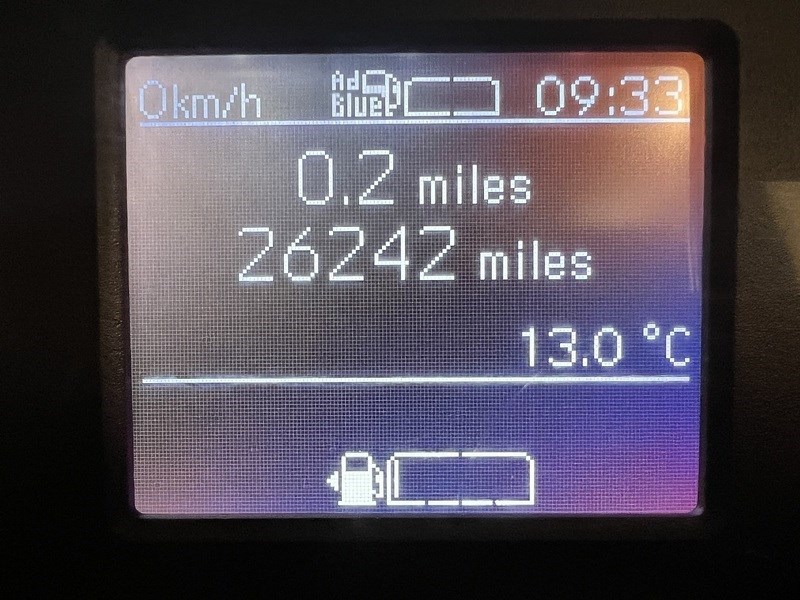 0km/h Ad Blue 09:33
0.2 miles
26242 miles
13.0 °C